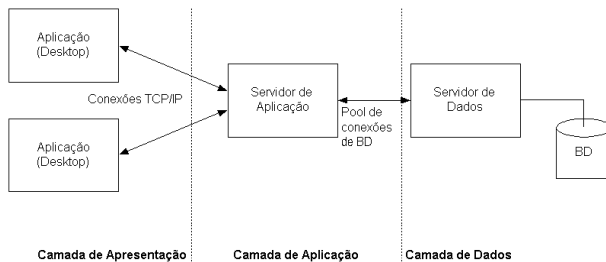 Aplicação
(Desktop)
Conexões TCP/IP
Aplicação
(Desktop)
Servidor de
Aplicação
Pool de
conexões
de BD
Servidor de
Dados
BD
Camada de Apresentação
Camada de Aplicação
Camada de Dados